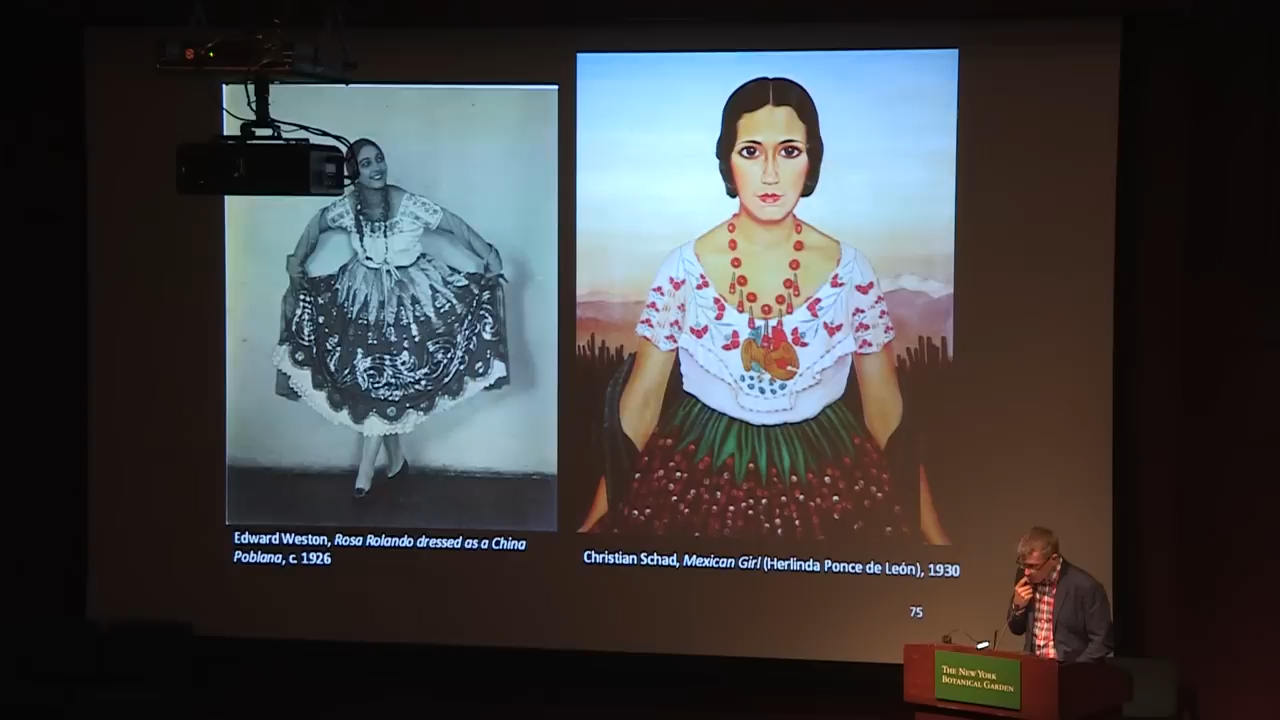 Edward Weston, Rosa Rolando dressed as a China
Poblana, c. 1926
Christian Schad, Mexican Girl (Herlinda Ponce de León), 1930
75
THE NEW YORK
BOTANICAL GARDEN